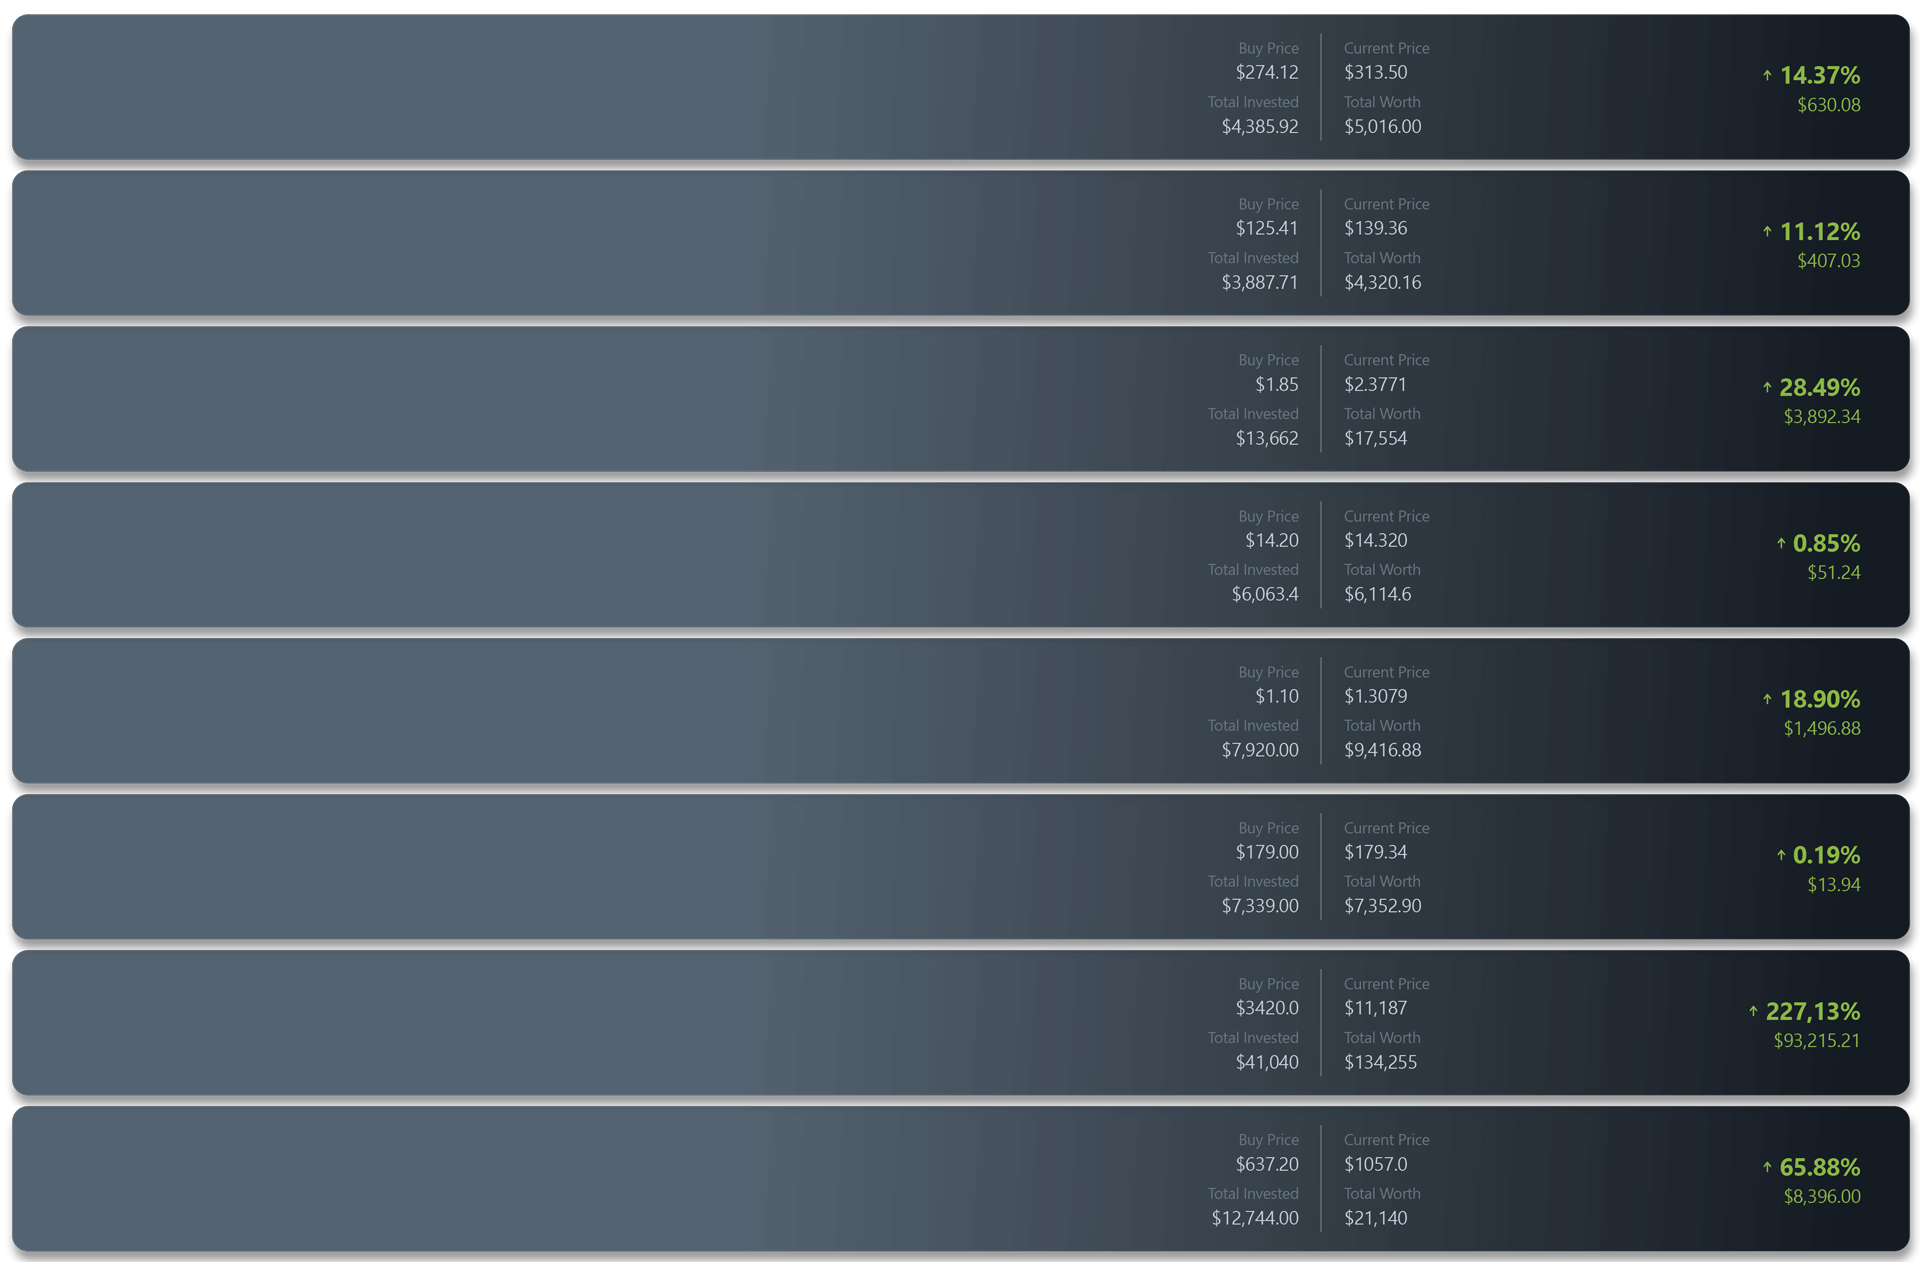 Buy Price
$274.12
Total Invested
$4,385.92
Current Price
$313.50
Total Worth
$5,016.00
↑ 14.37%
$630.08
Buy Price
$125.41
Total Invested
$3,887.71
Current Price
$139.36
Total Worth
$4,320.16
↑ 11.12%
$407.03
Buy Price
$1.85
Total Invested
$13,662
Current Price
$2.3771
Total Worth
$17,554
↑ 28.49%
$3,892.34
Buy Price
$14.20
Total Invested
$6,063.4
Current Price
$14.320
Total Worth
$6,114.6
↑ 0.85%
$51.24
Buy Price
$1.10
Total Invested
$7,920.00
Current Price
$1.3079
Total Worth
$9,416.88
↑ 18.90%
$1,496.88
Buy Price
$179.00
Total Invested
$7,339.00
Current Price
$179.34
Total Worth
$7,352.90
↑ 0.19%
$13.94
Buy Price
$3420.0
Total Invested
$41,040
Current Price
$11,187
Total Worth
$134,255
↑ 227,13%
$93,215.21
Buy Price
$637.20
Total Invested
$12,744.00
Current Price
$1057.0
Total Worth
$21,140
↑ 65.88%
$8,396.00